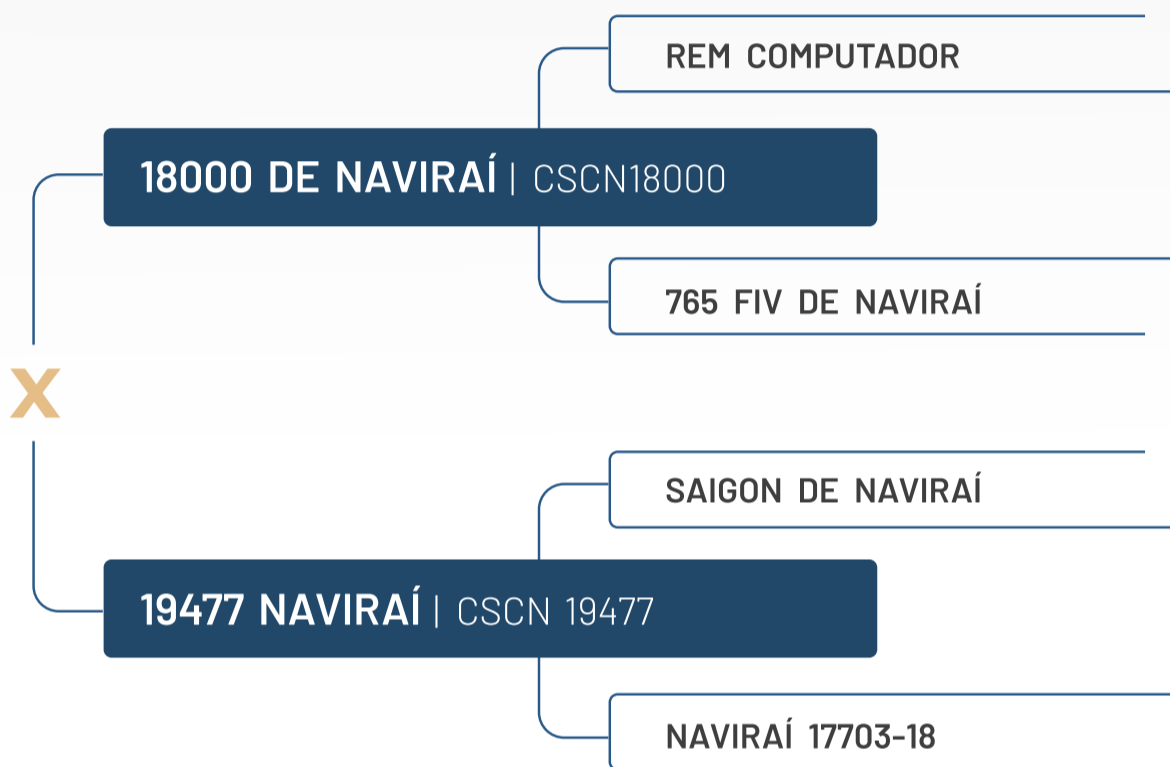 REM COMPUTADOR
18000 DE NAVIRAÍ | CSCN18000
765 FIV DE NAVIRAÍ
X
SAIGON DE NAVIRAÍ
19477 NAVIRAÍ | CSCN 19477
NAVIRAÍ 17703-18